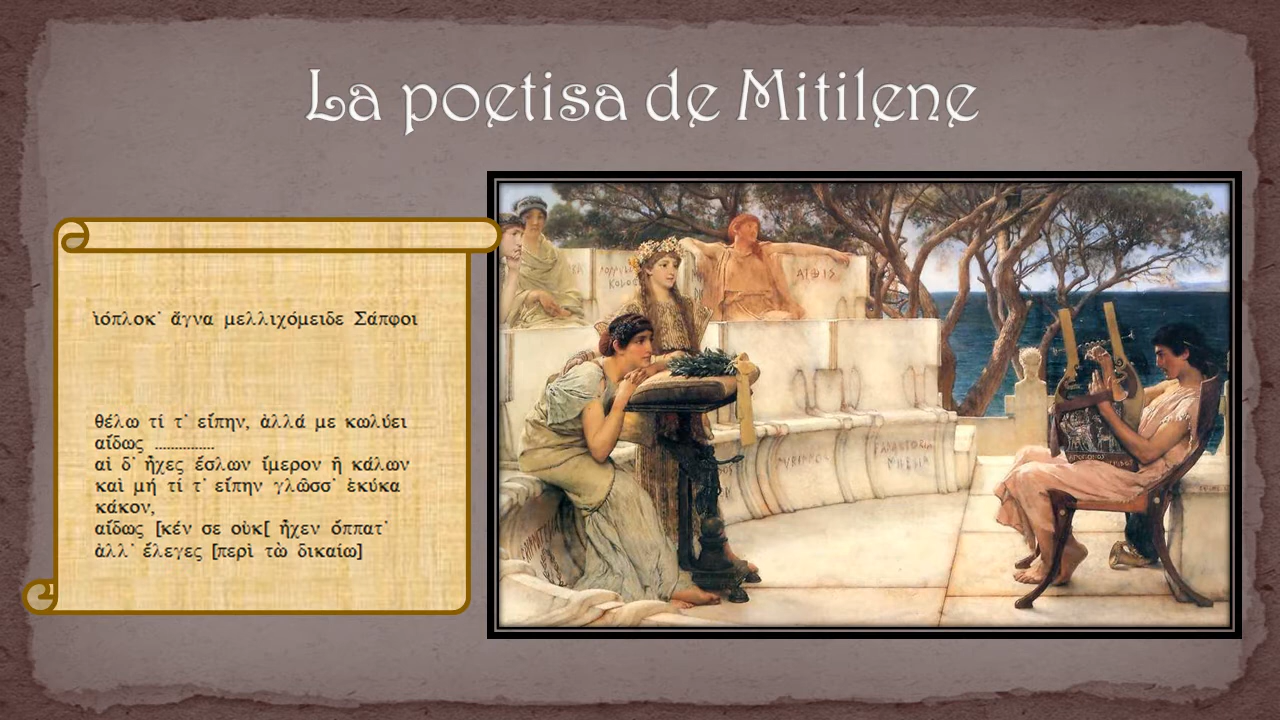 La poetisa de Mitilene
ἰόπλοκ᾽ ἄγνα μελλιχόμειδε Σάπφοι
θέλω τί τ᾽ εἴπην, ἀλλά με κωλύει
αἴδως ...............
αἰ δ᾽ ἦχες ἔσλων ἴμερον ἢ κάλων
καὶ μή τί τ᾽ εἴπην γλῶσσ᾽ ἐκύκα
κάκον,
αἴδως [κέν σε οὐκ[ ἦχεν ὄππατ᾽
ἀλλ᾽ ἔλεγες [περὶ τὼ δικαίω]
ΑΤΘΙΣ